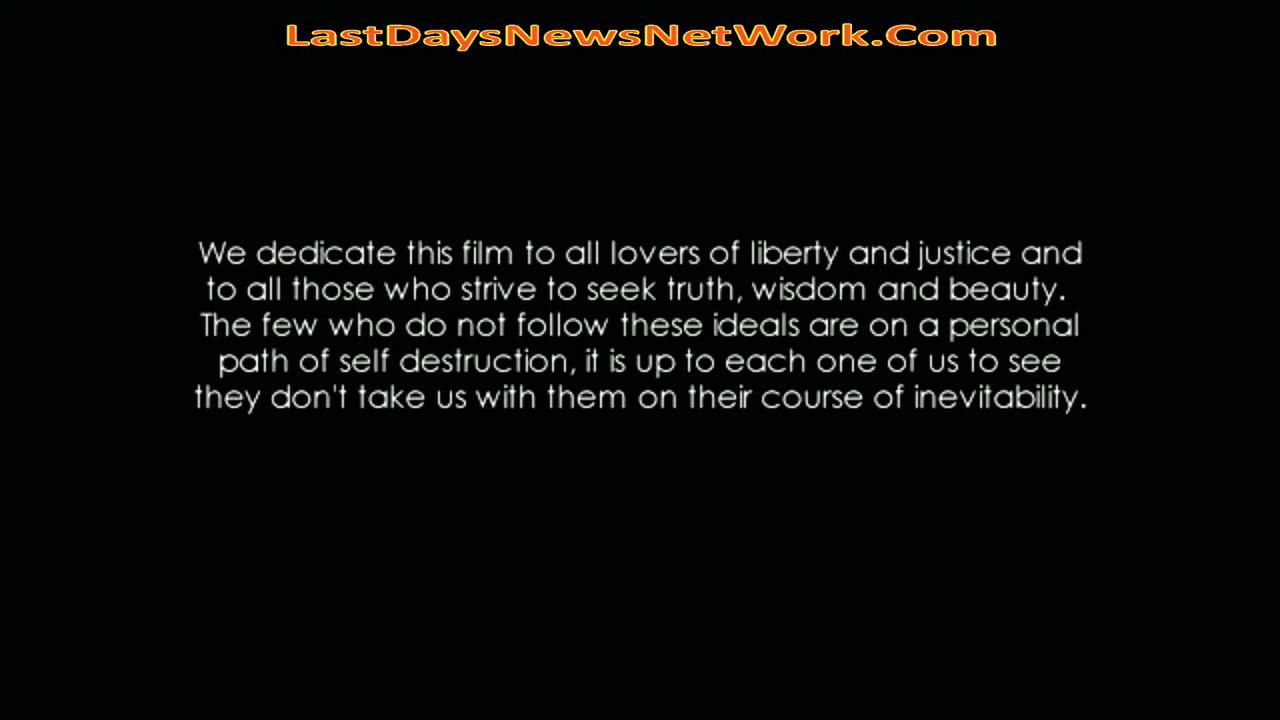 LastDaysNewsNetWork.Com
We dedicate this film to all lovers of liberty and justice and
to all those who strive to seek truth, wisdom and beauty.
The few who do not follow these ideals are on a personal
path of self destruction, it is up to each one of us to see
they don't take us with them on their course of inevitability.